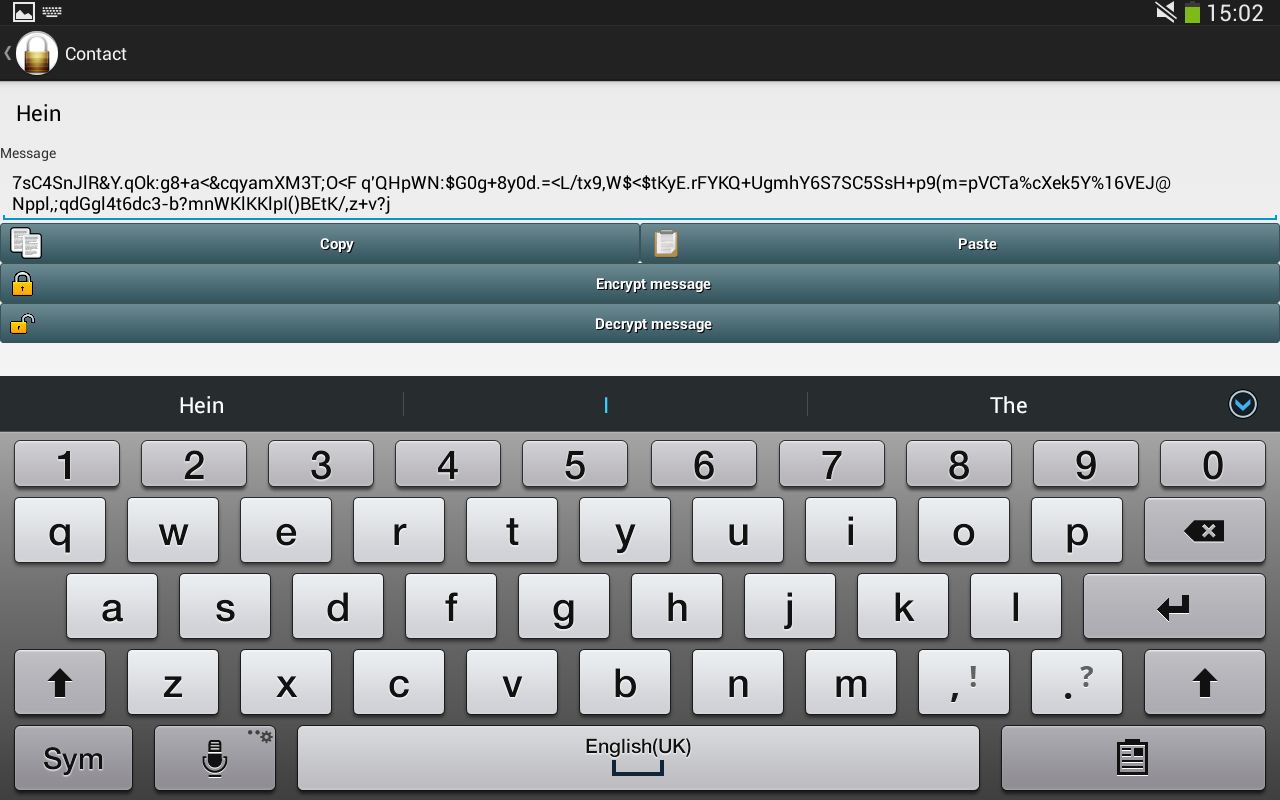 15:02
Contact
Hein
Message
7sC4SnJlR&Y.qOk:g8+a<&cqyamXM3T;O<F q'QHpWN:$G0g+8y0d.=<L/tx9,W$<$tKyE.rFYKQ+UgmhY6S7SC5SsH+p9(m=pVCTa%cXek5Y%16VEJ@
Nppl,;qdGgl4t6dc3-b?mnWKlKKlpI()BEtK/,z+v?j
Copy Paste
Encrypt message
Decrypt message
Hein I The
1 2 3 4 5 6 7 8 9 0
q w e r t y u i o p
a s d f g h j k l
z x c v b n m , ! . ?
Sym English(UK)